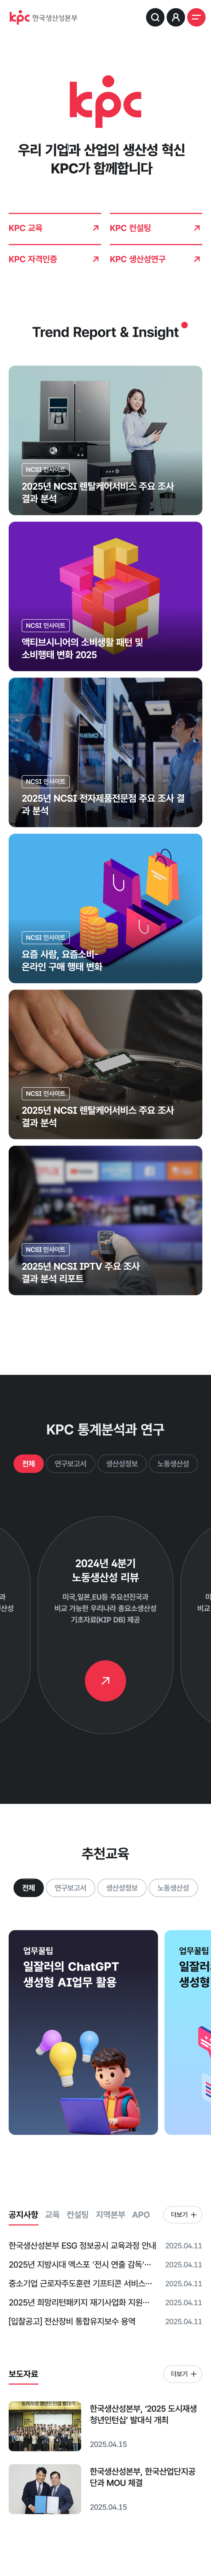 kpc 한국생산성본부
kpc
우리 기업과 산업의 생산성 혁신
KPC가 함께합니다
KPC 교육
KPC 컨설팅
KPC 자격인증
KPC 생산성연구
Trend Report & Insight
NCSI 인사이트
2025년 NCSI 렌탈케어서비스 주요 조사
결과 분석
NCSI 인사이트
액티브시니어의 소비생활 패턴 및
소비행태 변화 2025
NCSI 인사이트
2025년 NCSI 전자제품전문점 주요 조사 결
과 분석
NCSI 인사이트
요즘 사람, 요즘소비-
온라인 구매 행태 변화
NCSI 인사이트
2025년 NCSI 렌탈케어서비스 주요 조사
결과 분석
NCSI 인사이트
2025년 NCSI IPTV 주요 조사
결과 분석 리포트
KPC 통계분석과 연구
전체
연구보고서
생산성정보
노동생산성
2024년 4분기
노동생산성 리뷰
미국,일본,EU등 주요선진국과
비교 가능한 우리나라 총요소생산성
기초자료(KIP DB) 제공
추천교육
전체
연구보고서
생산성정보
노동생산성
업무꿀팁
일잘러의 ChatGPT
생성형 AI업무 활용
업무꿀팁
일잘러의
생성형
공지사항
교육
컨설팅
지역본부
APO
더보기 +
한국생산성본부 ESG 정보공시 교육과정 안내
2025.04.11
2025년 지방시대 엑스포 '전시 연출 감독'···
2025.04.11
중소기업 근로자주도훈련 기프티콘 서비스···
2025.04.11
2025년 희망리턴패키지 재기사업화 지원···
2025.04.11
[입찰공고] 전산장비 통합유지보수 용역
2025.04.11
보도자료
더보기 +
한국생산성본부, '2025 도시재생
청년인턴십' 발대식 개최
2025.04.15
한국생산성본부, 한국산업단지공
단과 MOU 체결
2025.04.15